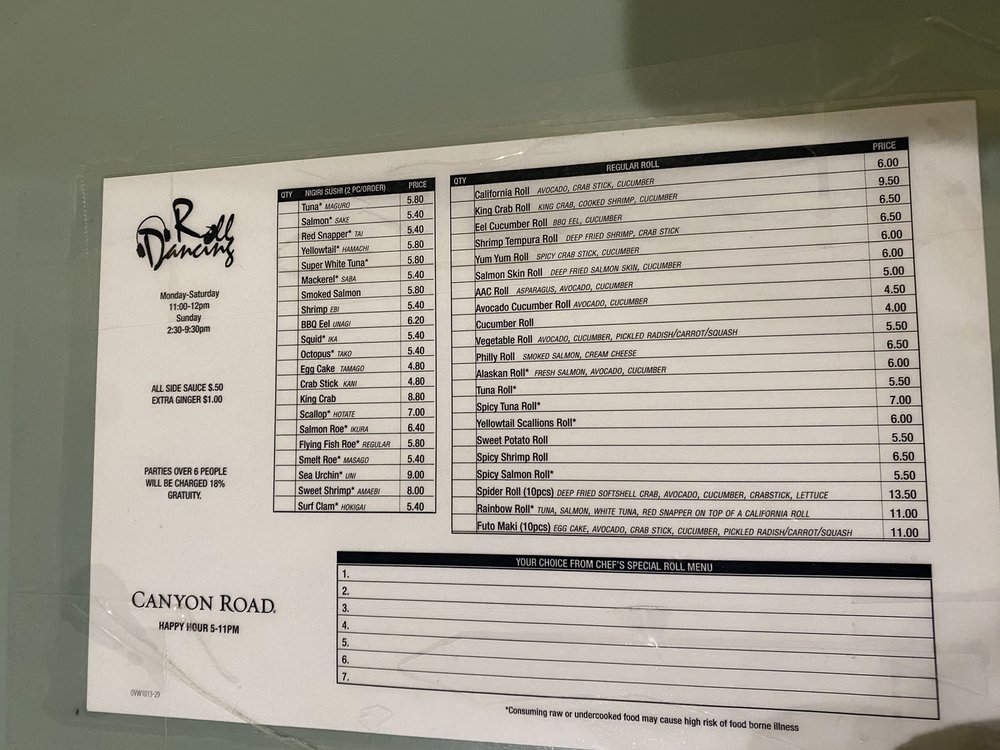 Roll
Dancing
Monday-Saturday
11:00-12pm
Sunday
2:30-9:30pm
ALL SIDE SAUCE $.50
EXTRA GINGER $1.00
PARTIES OVER 6 PEOPLE
WILL BE CHARGED 18%
GRATUITY.
CANYON ROAD.
HAPPY HOUR 5-11PM
OVW1013-29
QTY NIGIRI SUSHI (2 PC/ORDER) PRICE
Tuna* MAGURO 5.80
Salmon* SAKE 5.40
Red Snapper* TAI 5.40
Yellowtail* HAMACHI 5.80
Super White Tuna* 5.80
Mackerel* SABA 5.40
Smoked Salmon 5.80
Shrimp EBI 5.40
BBQ Eel UNAGI 6.20
Squid* IKA 5.40
Octopus* TAKO 5.40
Egg Cake TAMAGO 4.80
Crab Stick KANI 4.80
King Crab 8.80
Scallop* HOTATE 7.00
Salmon Roe* IKURA 6.40
Flying Fish Roe* REGULAR 5.80
Smelt Roe* MASAGO 5.40
Sea Urchin* UNI 9.00
Sweet Shrimp* AMAEBI 8.00
Surf Clam* HOKIGAI 5.40
QTY REGULAR ROLL PRICE
California Roll AVOCADO, CRAB STICK, CUCUMBER 6.00
King Crab Roll KING CRAB, COOKED SHRIMP, CUCUMBER 9.50
Eel Cucumber Roll BBQ EEL, CUCUMBER 6.50
Shrimp Tempura Roll DEEP FRIED SHRIMP, CRAB STICK 6.50
Yum Yum Roll SPICY CRAB STICK, CUCUMBER 6.00
Salmon Skin Roll DEEP FRIED SALMON SKIN, CUCUMBER 6.00
AAC Roll ASPARAGUS, AVOCADO, CUCUMBER 5.00
Avocado Cucumber Roll AVOCADO, CUCUMBER 4.50
Cucumber Roll 4.00
Vegetable Roll AVOCADO, CUCUMBER, PICKLED RADISH/CARROT/SQUASH 5.50
Philly Roll SMOKED SALMON, CREAM CHEESE 6.50
Alaskan Roll* FRESH SALMON, AVOCADO, CUCUMBER 6.00
Tuna Roll* 5.50
Spicy Tuna Roll* 7.00
Yellowtail Scallions Roll* 6.00
Sweet Potato Roll 5.50
Spicy Shrimp Roll 6.50
Spicy Salmon Roll* 5.50
Spider Roll (10pcs) DEEP FRIED SOFTSHELL CRAB, AVOCADO, CUCUMBER, CRABSTICK, LETTUCE 13.50
Rainbow Roll* TUNA, SALMON, WHITE TUNA, RED SNAPPER ON TOP OF A CALIFORNIA ROLL 11.00
Futo Maki (10pcs) EGG CAKE, AVOCADO, CRAB STICK, CUCUMBER, PICKLED RADISH/CARROT/SQUASH 11.00
YOUR CHOICE FROM CHEF'S SPECIAL ROLL MENU
1.
2.
3.
4.
5.
6.
7.
*Consuming raw or undercooked food may cause high risk of food borne illness